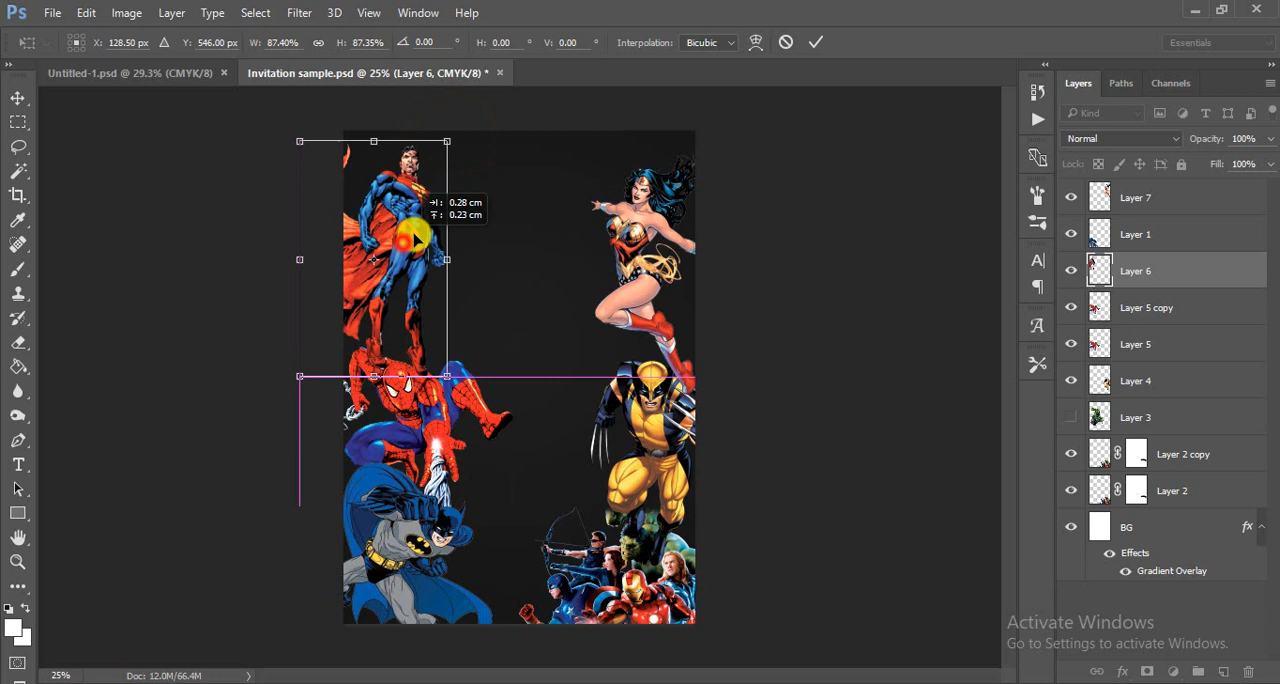 Ps File Edit Image Layer Type Select Filter 3D View Window Help
X: 128.50 px Y: 546.00 px W: 87.40% H: 87.35% 0.00 ° H: 0.00 ° V: 0.00 ° Interpolation: Bicubic Essentials
Untitled-1.psd @ 29.3% (CMYK/8) × Invitation sample.psd @ 25% (Layer 6, CMYK/8) * ×
Layers Paths Channels
Kind
Normal Opacity: 100%
Lock: Fill: 100%
Layer 7
0.28 cm
0.23 cm
Layer 1
Layer 6
Layer 5 copy
Layer 5
Layer 4
Layer 3
Layer 2 copy
Layer 2
BG fx
Effects
Gradient Overlay
Activate Windows
Go to Settings to activate Windows.
25% Doc: 12.0M/66.4M